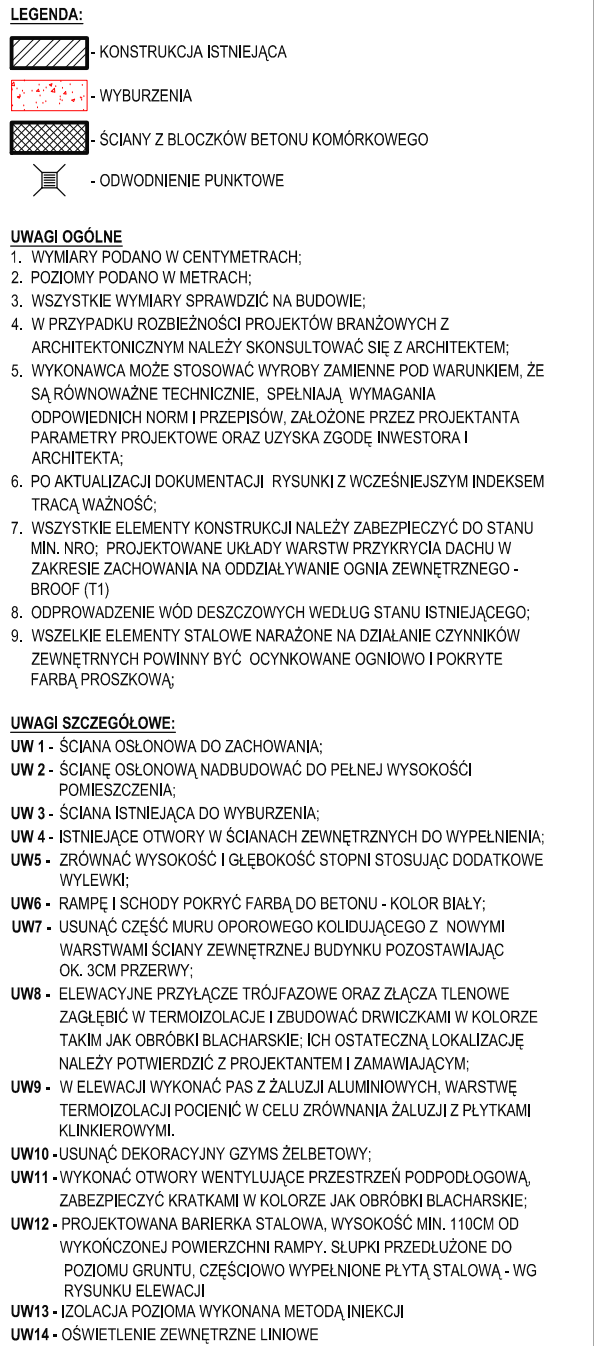 LEGENDA:
- KONSTRUKCJA ISTNIEJĄCA
- WYBURZENIA
- ŚCIANY Z BLOCZKÓW BETONU KOMÓRKOWEGO
- ODWODNIENIE PUNKTOWE
UWAGI OGÓLNE
1. WYMIARY PODANO W CENTYMETRACH;
2. POZIOMY PODANO W METRACH;
3. WSZYSTKIE WYMIARY SPRAWDZIĆ NA BUDOWIE;
4. W PRZYPADKU ROZBIEŻNOŚCI PROJEKTÓW BRANŻOWYCH Z
ARCHITEKTONICZNYM NALEŻY SKONSULTOWAĆ SIĘ Z ARCHITEKTEM;
5. WYKONAWCA MOŻE STOSOWAĆ WYROBY ZAMIENNE POD WARUNKIEM, ŻE
SĄ RÓWNOWAŻNE TECHNICZNIE, SPEŁNIAJĄ WYMAGANIA
ODPOWIEDNICH NORM I PRZEPISÓW, ZAŁOŻONE PRZEZ PROJEKTANTA
PARAMETRY PROJEKTOWE ORAZ UZYSKA ZGODĘ INWESTORA I
ARCHITEKTA;
6. PO AKTUALIZACJI DOKUMENTACJI RYSUNKI Z WCZEŚNIEJSZYM INDEKSEM
TRACĄ WAŻNOŚĆ;
7. WSZYSTKIE ELEMENTY KONSTRUKCJI NALEŻY ZABEZPIECZYĆ DO STANU
MIN. NRO; PROJEKTOWANE UKŁADY WARSTW PRZYKRYCIA DACHU W
ZAKRESIE ZACHOWANIA NA ODDZIAŁYWANIE OGNIA ZEWNĘTRZNEGO -
BROOF (T1)
8. ODPROWADZENIE WÓD DESZCZOWYCH WEDŁUG STANU ISTNIEJĄCEGO;
9. WSZELKIE ELEMENTY STALOWE NARAŻONE NA DZIAŁANIE CZYNNIKÓW
ZEWNĘTRNYCH POWINNY BYĆ OCYNKOWANE OGNIOWO I POKRYTE
FARBĄ PROSZKOWĄ;
UWAGI SZCZEGÓŁOWE:
UW 1 - ŚCIANA OSŁONOWA DO ZACHOWANIA;
UW 2 - ŚCIANĘ OSŁONOWĄ NADBUDOWAĆ DO PEŁNEJ WYSOKOŚĆI
POMIESZCZENIA;
UW 3 - ŚCIANA ISTNIEJĄCA DO WYBURZENIA;
UW 4 - ISTNIEJĄCE OTWORY W ŚCIANACH ZEWNĘTRZNYCH DO WYPEŁNIENIA;
UW5 - ZRÓWNAĆ WYSOKOŚĆ I GŁĘBOKOŚĆ STOPNI STOSUJĄC DODATKOWE
WYLEWKI;
UW6 - RAMPĘ I SCHODY POKRYĆ FARBĄ DO BETONU - KOLOR BIAŁY;
UW7 - USUNĄĆ CZĘŚĆ MURU OPOROWEGO KOLIDUJĄCEGO Z NOWYMI
WARSTWAMI ŚCIANY ZEWNĘTRZNEJ BUDYNKU POZOSTAWIAJĄC
OK. 3CM PRZERWY;
UW8 - ELEWACYJNE PRZYŁĄCZE TRÓJFAZOWE ORAZ ZŁĄCZA TLENOWE
ZAGŁĘBIĆ W TERMOIZOLACJE I ZBUDOWAĆ DRWICZKAMI W KOLORZE
TAKIM JAK OBRÓBKI BLACHARSKIE; ICH OSTATECZNĄ LOKALIZACJĘ
NALEŻY POTWIERDZIĆ Z PROJEKTANTEM I ZAMAWIAJĄCYM;
UW9 - W ELEWACJI WYKONAĆ PAS Z ŻALUZJI ALUMINIOWYCH, WARSTWĘ
TERMOIZOLACJI POCIENIĆ W CELU ZRÓWNANIA ŻALUZJI Z PŁYTKAMI
KLINKIEROWYMI.
UW10 - USUNĄĆ DEKORACYJNY GZYMS ŻELBETOWY;
UW11 - WYKONAĆ OTWORY WENTYLUJĄCE PRZESTRZEŃ PODPODŁOGOWĄ,
ZABEZPIECZYĆ KRATKAMI W KOLORZE JAK OBRÓBKI BLACHARSKIE;
UW12 - PROJEKTOWANA BARIERKA STALOWA, WYSOKOŚĆ MIN. 110CM OD
WYKOŃCZONEJ POWIERZCHNI RAMPY. SŁUPKI PRZEDŁUŻONE DO
POZIOMU GRUNTU, CZĘŚCIOWO WYPEŁNIONE PŁYTĄ STALOWĄ - WG
RYSUNKU ELEWACJI
UW13 - IZOLACJA POZIOMA WYKONANA METODĄ INIEKCJI
UW14 - OŚWIETLENIE ZEWNĘTRZNE LINIOWE